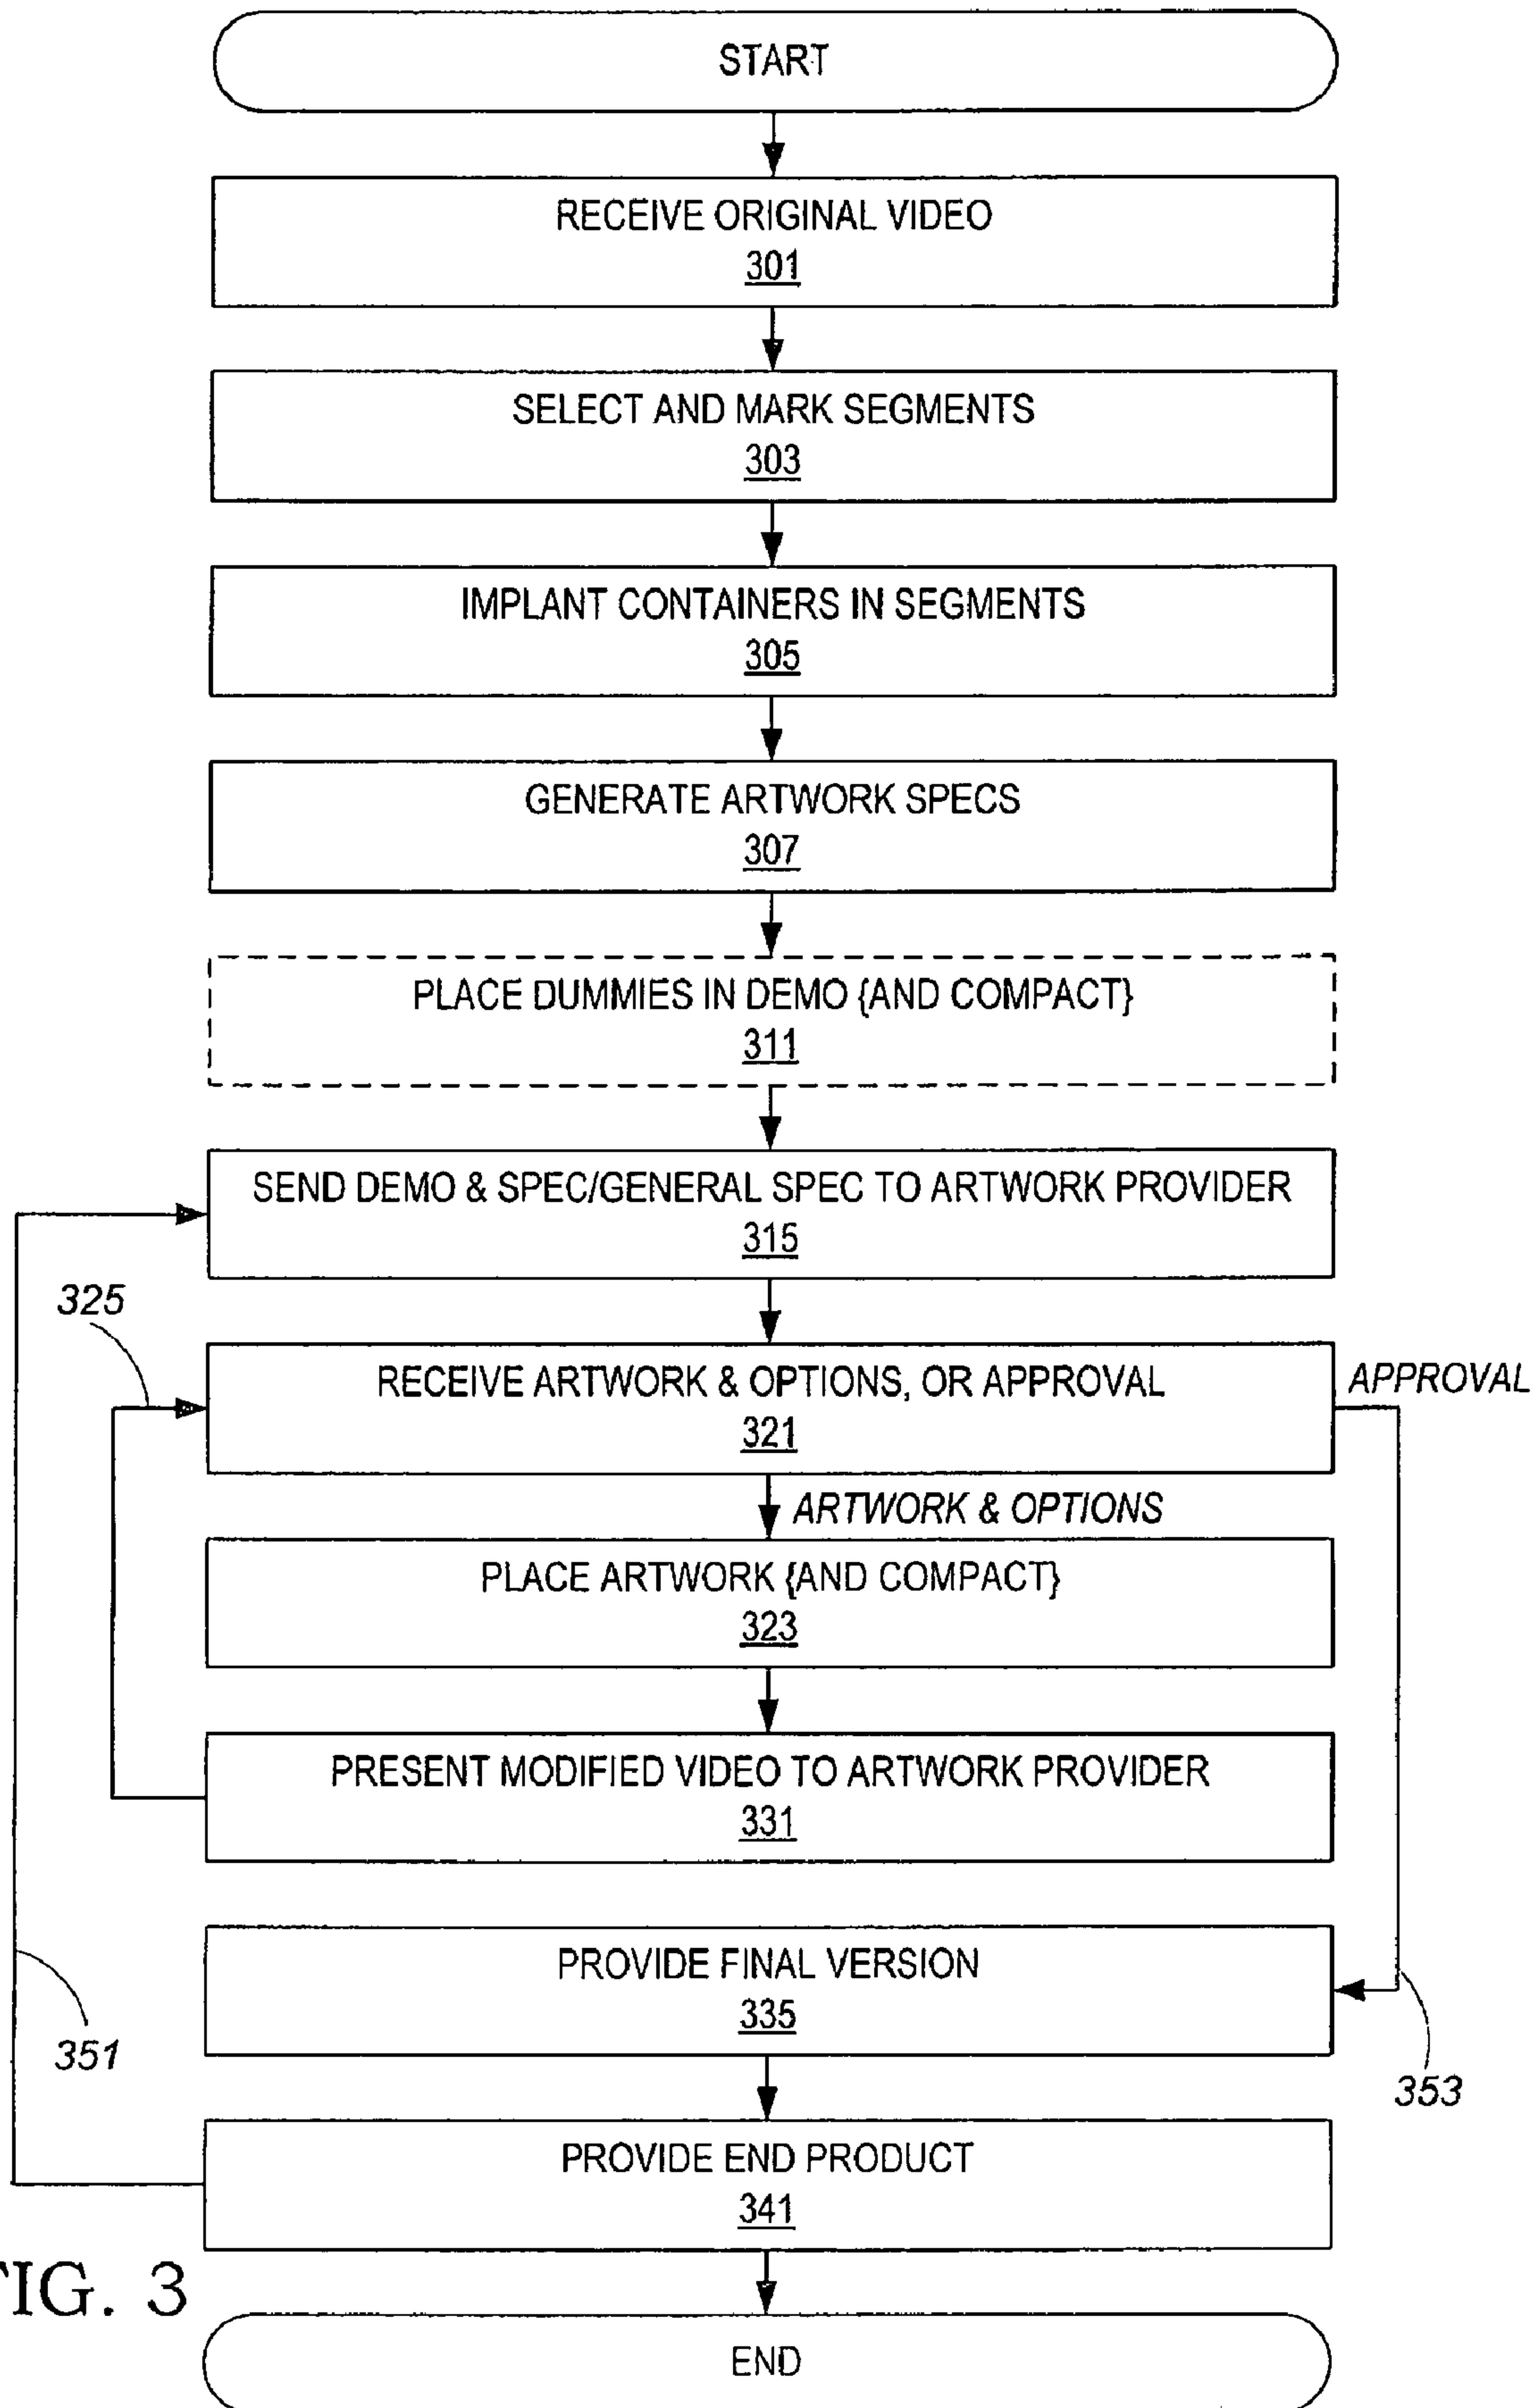 START
RECEIVE ORIGINAL VIDEO
301
SELECT AND MARK SEGMENTS
303
IMPLANT CONTAINERS IN SEGMENTS
305
GENERATE ARTWORK SPECS
307
PLACE DUMMIES IN DEMO {AND COMPACT}
311
SEND DEMO & SPEC/GENERAL SPEC TO ARTWORK PROVIDER
315
325
RECEIVE ARTWORK & OPTIONS, OR APPROVAL
321
APPROVAL
ARTWORK & OPTIONS
PLACE ARTWORK {AND COMPACT}
323
PRESENT MODIFIED VIDEO TO ARTWORK PROVIDER
331
PROVIDE FINAL VERSION
335
351
353
PROVIDE END PRODUCT
341
FIG. 3
END